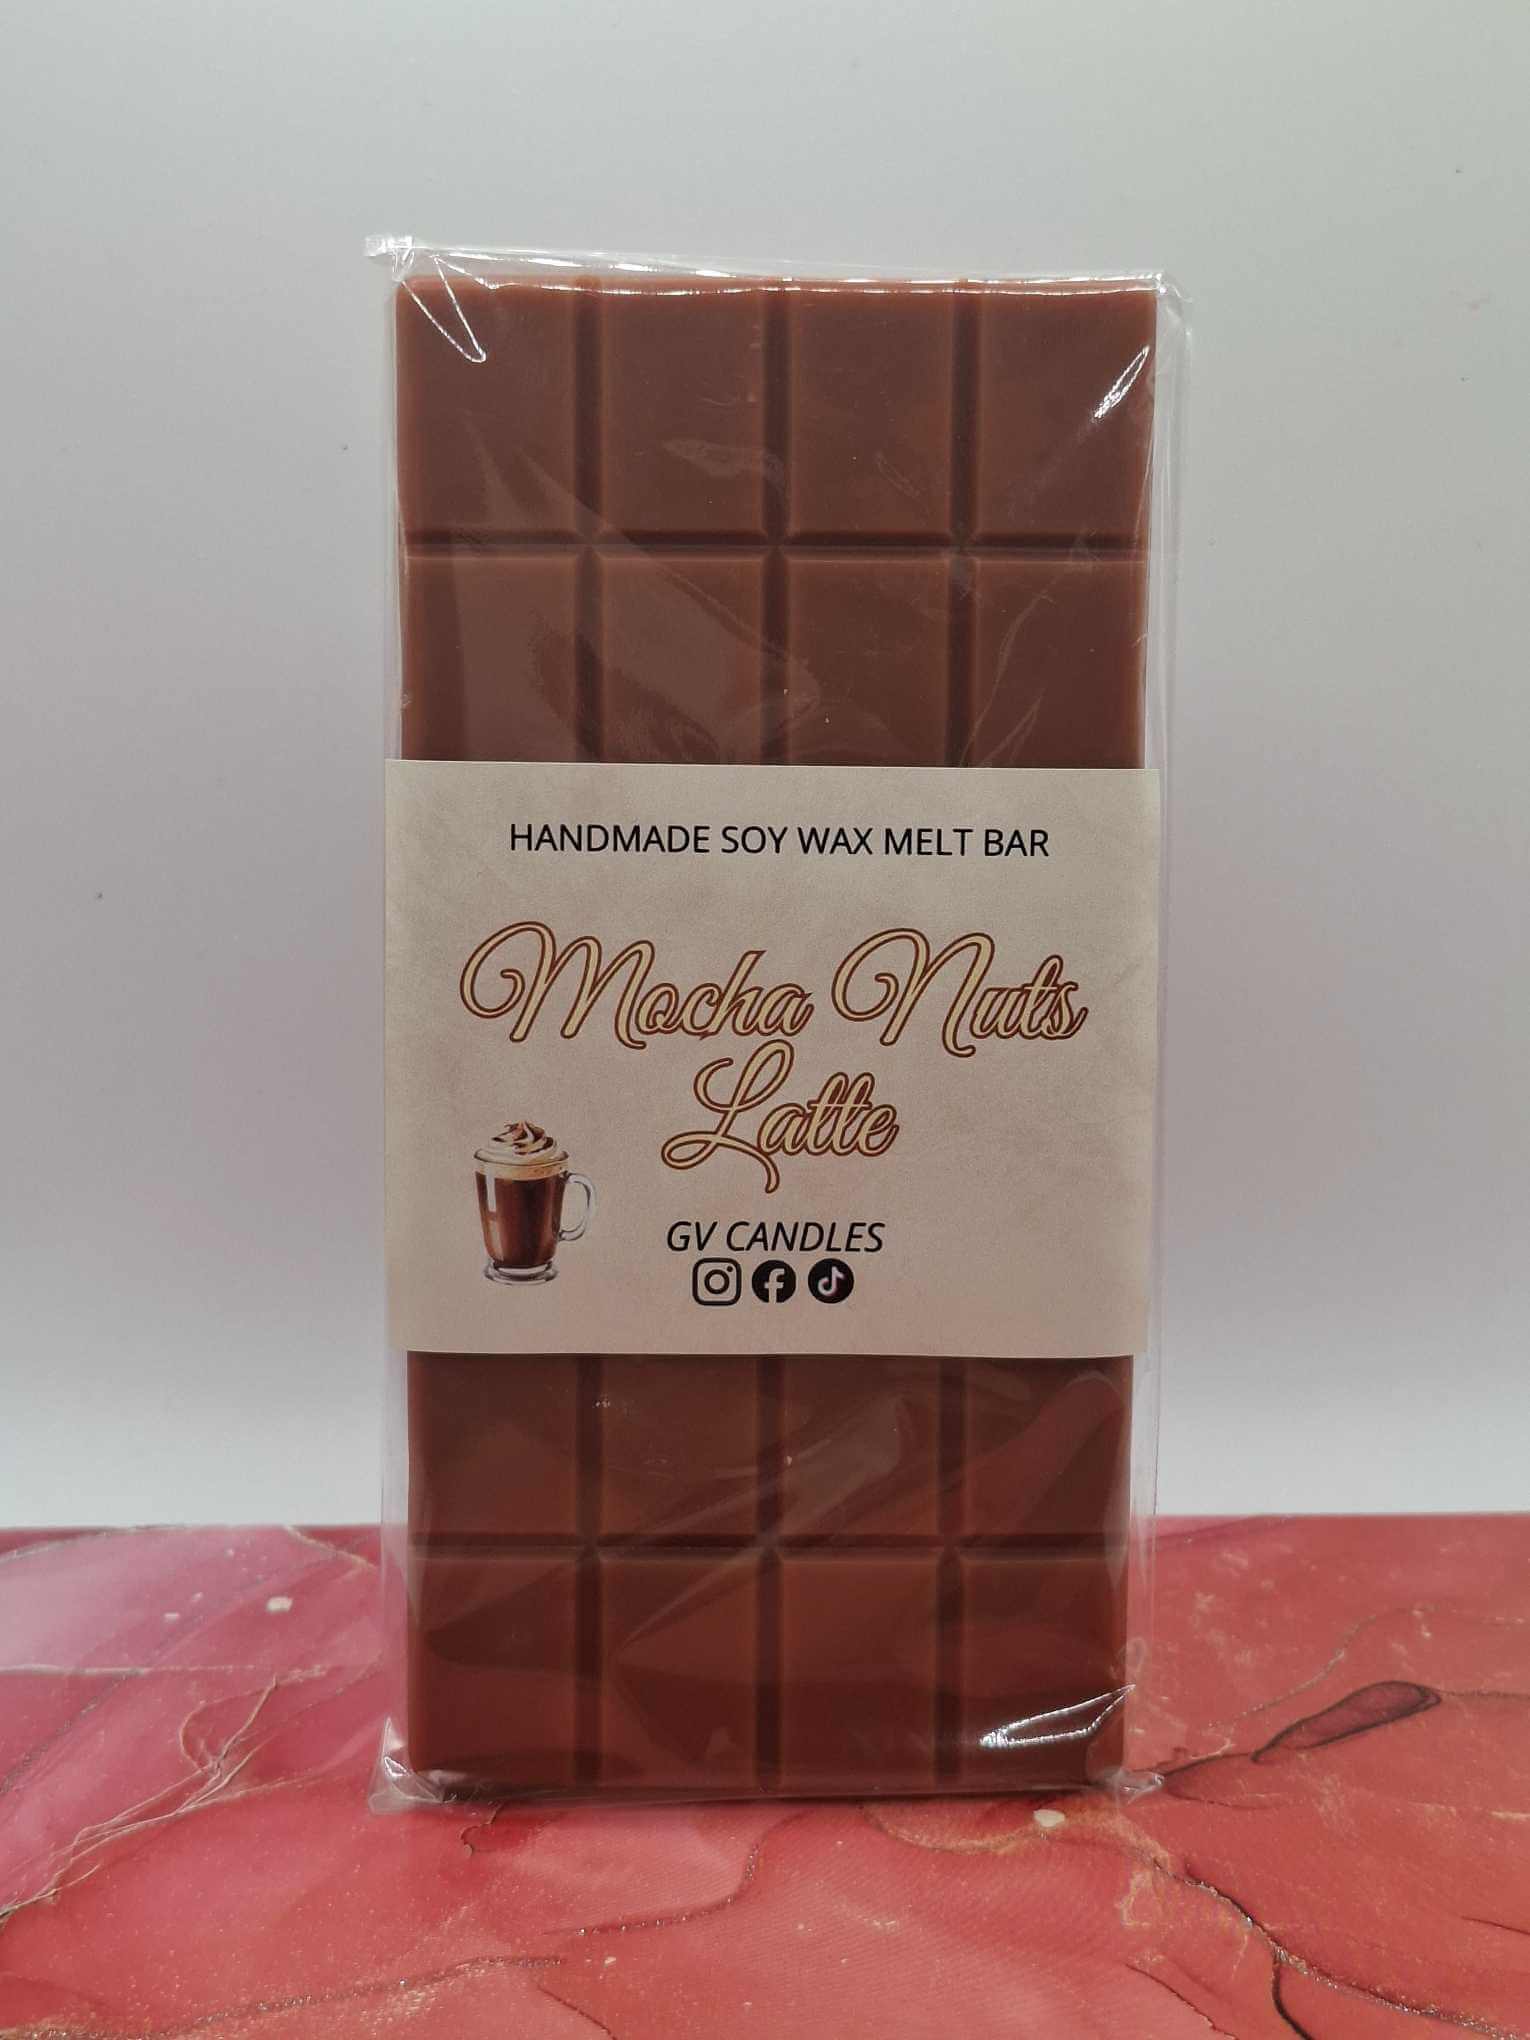 HANDMADE SOY WAX MELT BAR
Mocha Nuts
Latte
GV CANDLES